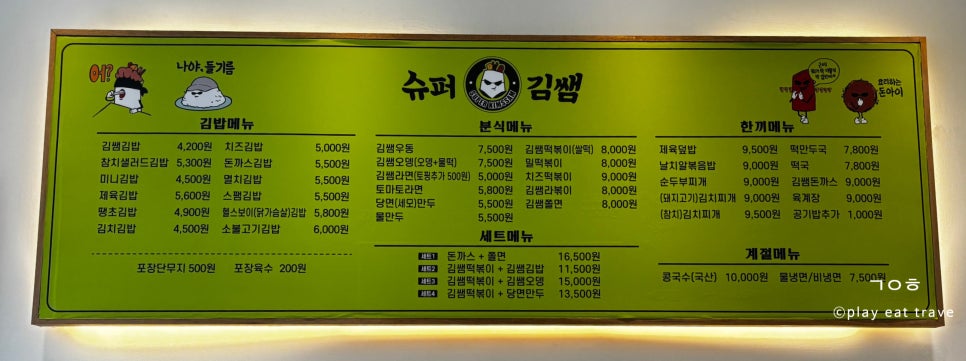 어?
나야, 들기름
슈퍼 김쌤
SUPER KIMSSEM
요리하는
돈아이
김밥메뉴
김쌤김밥 4,200원 치즈김밥 5,000원
참치샐러드김밥 5,300원 돈까스김밥 5,500원
미니김밥 4,500원 멸치김밥 5,500원
제육김밥 5,600원 스팸김밥 5,500원
땡초김밥 4,900원 헬스보이(닭가슴살)김밥 5,800원
김치김밥 4,500원 소불고기김밥 6,000원
포장단무지 500원 포장육수 200원
분식메뉴
김쌤우동 7,500원 김쌤떡볶이(쌀떡) 8,000원
김쌤오뎅(오뎅+물떡) 7,500원 밀떡볶이 8,000원
김쌤라면(토핑추가 500원) 5,000원 치즈떡볶이 9,000원
토마토라면 5,800원 김쌤라볶이 8,000원
당면(세모)만두 5,500원 김쌤쫄면 8,000원
물만두 5,500원
세트메뉴
세트1 돈까스 + 쫄면 16,500원
세트2 김쌤떡볶이 + 김쌤김밥 11,500원
세트3 김쌤떡볶이 + 김쌤오뎅 15,000원
세트4 김쌤떡볶이 + 당면만두 13,500원
한끼메뉴
제육덮밥 9,500원 떡만두국 7,800원
날치알볶음밥 9,000원 떡국 7,800원
순두부찌개 9,000원 김쌤돈까스 9,000원
(돼지고기)김치찌개 9,000원 육계장 9,000원
(참치)김치찌개 9,500원 공기밥추가 1,000원
계절메뉴
콩국수(국산) 10,000원 물냉면/비냉면 7,500원
ㄱㅇㅎ
©play eat trave